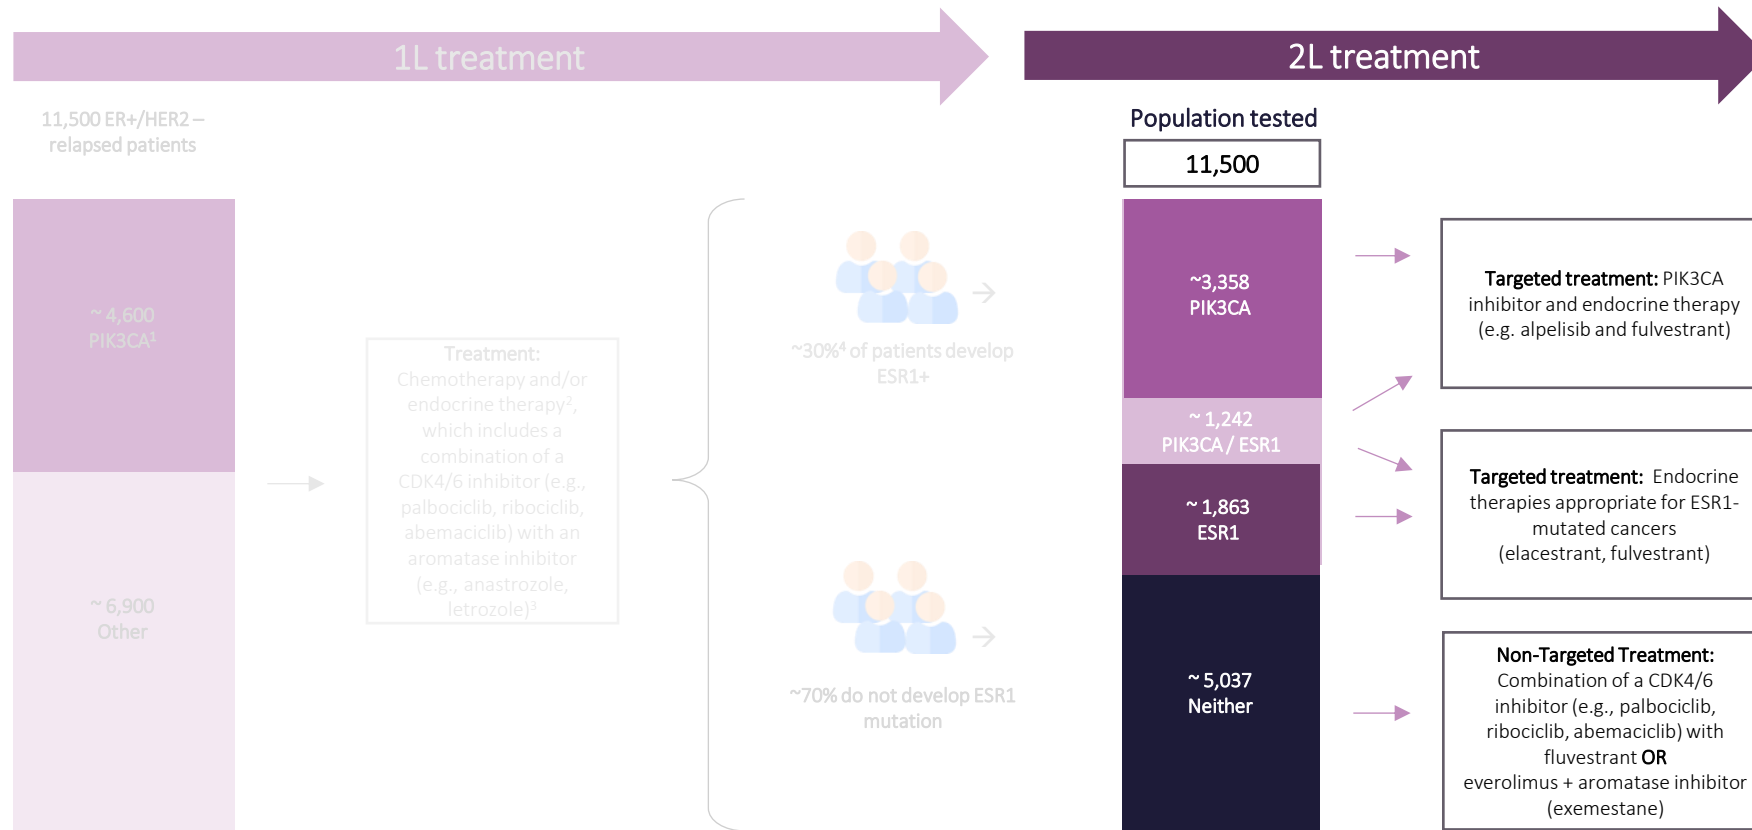 1L treatment
2L treatment
11,500 ER+/HER2 –
relapsed patients
~ 4,600
PIK3CA¹
~ 6,900
Other
Treatment:
Chemotherapy and/or
endocrine therapy²,
which includes a
combination of a
CDK4/6 inhibitor (e.g.,
palbociclib, ribociclib,
abemaciclib) with an
aromatase inhibitor
(e.g., anastrozole,
letrozole)³
~30%⁴ of patients develop
ESR1+
~70% do not develop ESR1
mutation
Population tested
11,500
~3,358
PIK3CA
~ 1,242
PIK3CA / ESR1
~ 1,863
ESR1
~ 5,037
Neither
Targeted treatment: PIK3CA
inhibitor and endocrine therapy
(e.g. alpelisib and fulvestrant)
Targeted treatment: Endocrine
therapies appropriate for ESR1-
mutated cancers
(elacestrant, fulvestrant)
Non-Targeted Treatment:
Combination of a CDK4/6
inhibitor (e.g., palbociclib,
ribociclib, abemaciclib) with
fluvestrant OR
everolimus + aromatase inhibitor
(exemestane)